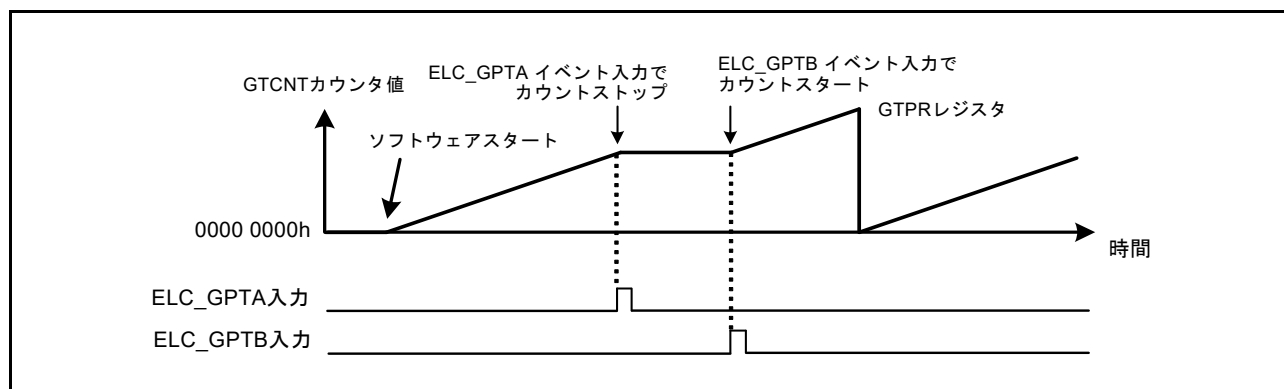 GTCNTカウンタ値
ELC_GPTA イベント入力で
カウントストップ
ELC_GPTB イベント入力で
カウントスタート
GTPRレジスタ
ソフトウェアスタート
0000 0000h
時間
ELC_GPTA入力
ELC_GPTB入力